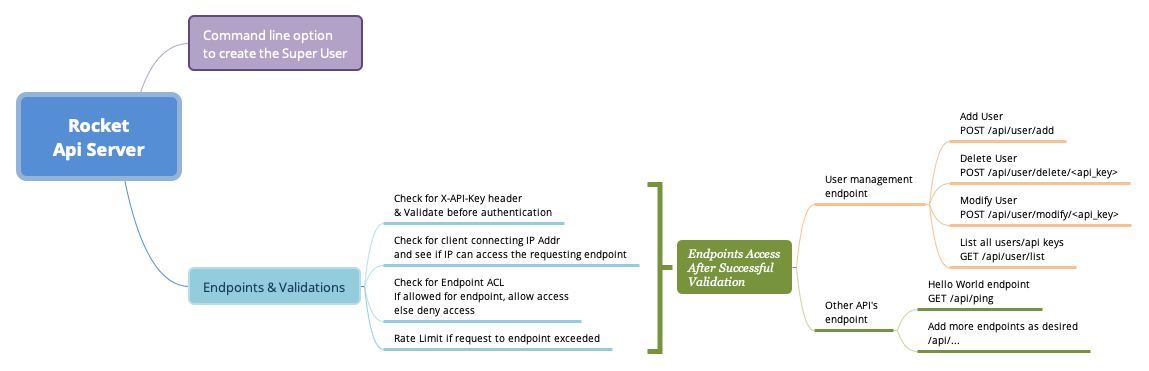 Command line option
to create the Super User
Rocket
Api Server
Endpoints & Validations
Check for X-API-Key header
& Validate before authentication
Check for client connecting IP Addr
and see if IP can access the requesting endpoint
Check for Endpoint ACL
If allowed for endpoint, allow access
else deny access
Rate Limit if request to endpoint exceeded
Endpoints Access
After Successful
Validation
User management
endpoint
Add User
POST /api/user/add
Delete User
POST /api/user/delete/<api_key>
Modify User
POST /api/user/modify/<api_key>
List all users/api keys
GET /api/user/list
Other API's
endpoint
Hello World endpoint
GET /api/ping
Add more endpoints as desired
/api/...